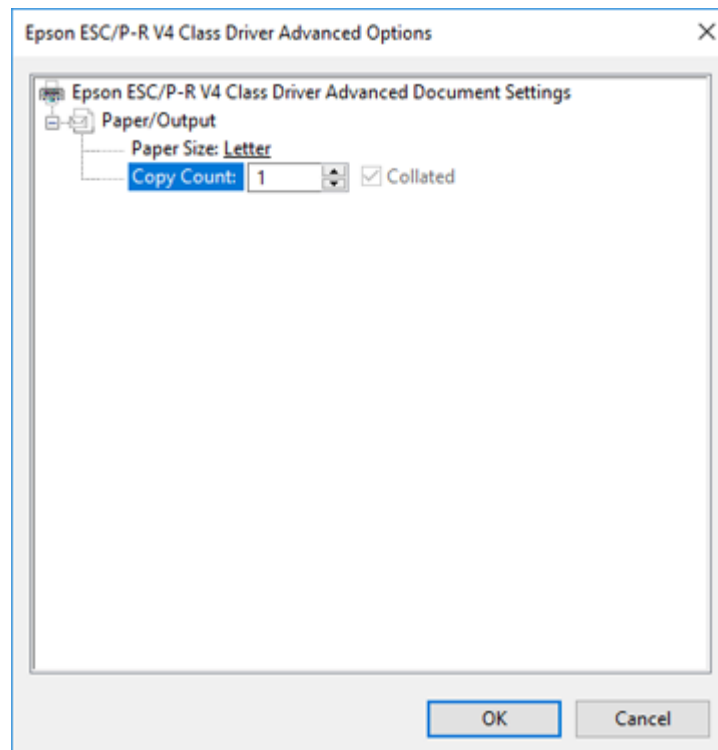 Epson ESC/P-R V4 Class Driver Advanced Options
Epson ESC/P-R V4 Class Driver Advanced Document Settings
Paper/Output
Paper Size: Letter
Copy Count: 1 Collated
OK Cancel